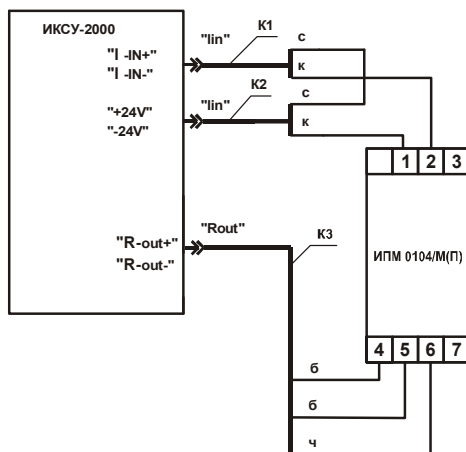 ИКСУ-2000
"Iin"
К1
с
"I -IN+"
"I -IN-"
к
с
"Iin"
К2
"+24V"
"-24V"
к
1 2 3
"R-out+"
"R-out-"
"Rout"
К3
ИПМ 0104/М(П)
4 5 6 7
б
б
ч